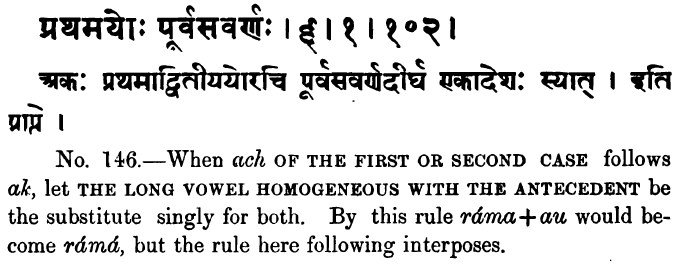 प्रथमयोः पूर्वसवर्णः । ६ । १ । १०२ ।
अकः प्रथमाद्वितीययोरचि पूर्वसवर्णदीर्घ एकादेशः स्यात् । इति
प्राप्ते ।
No. 146.—When ach OF THE FIRST OR SECOND CASE follows
ak, let THE LONG VOWEL HOMOGENEOUS WITH THE ANTECEDENT be
the substitute singly for both. By this rule ráma+au would be-
come rámá, but the rule here following interposes.